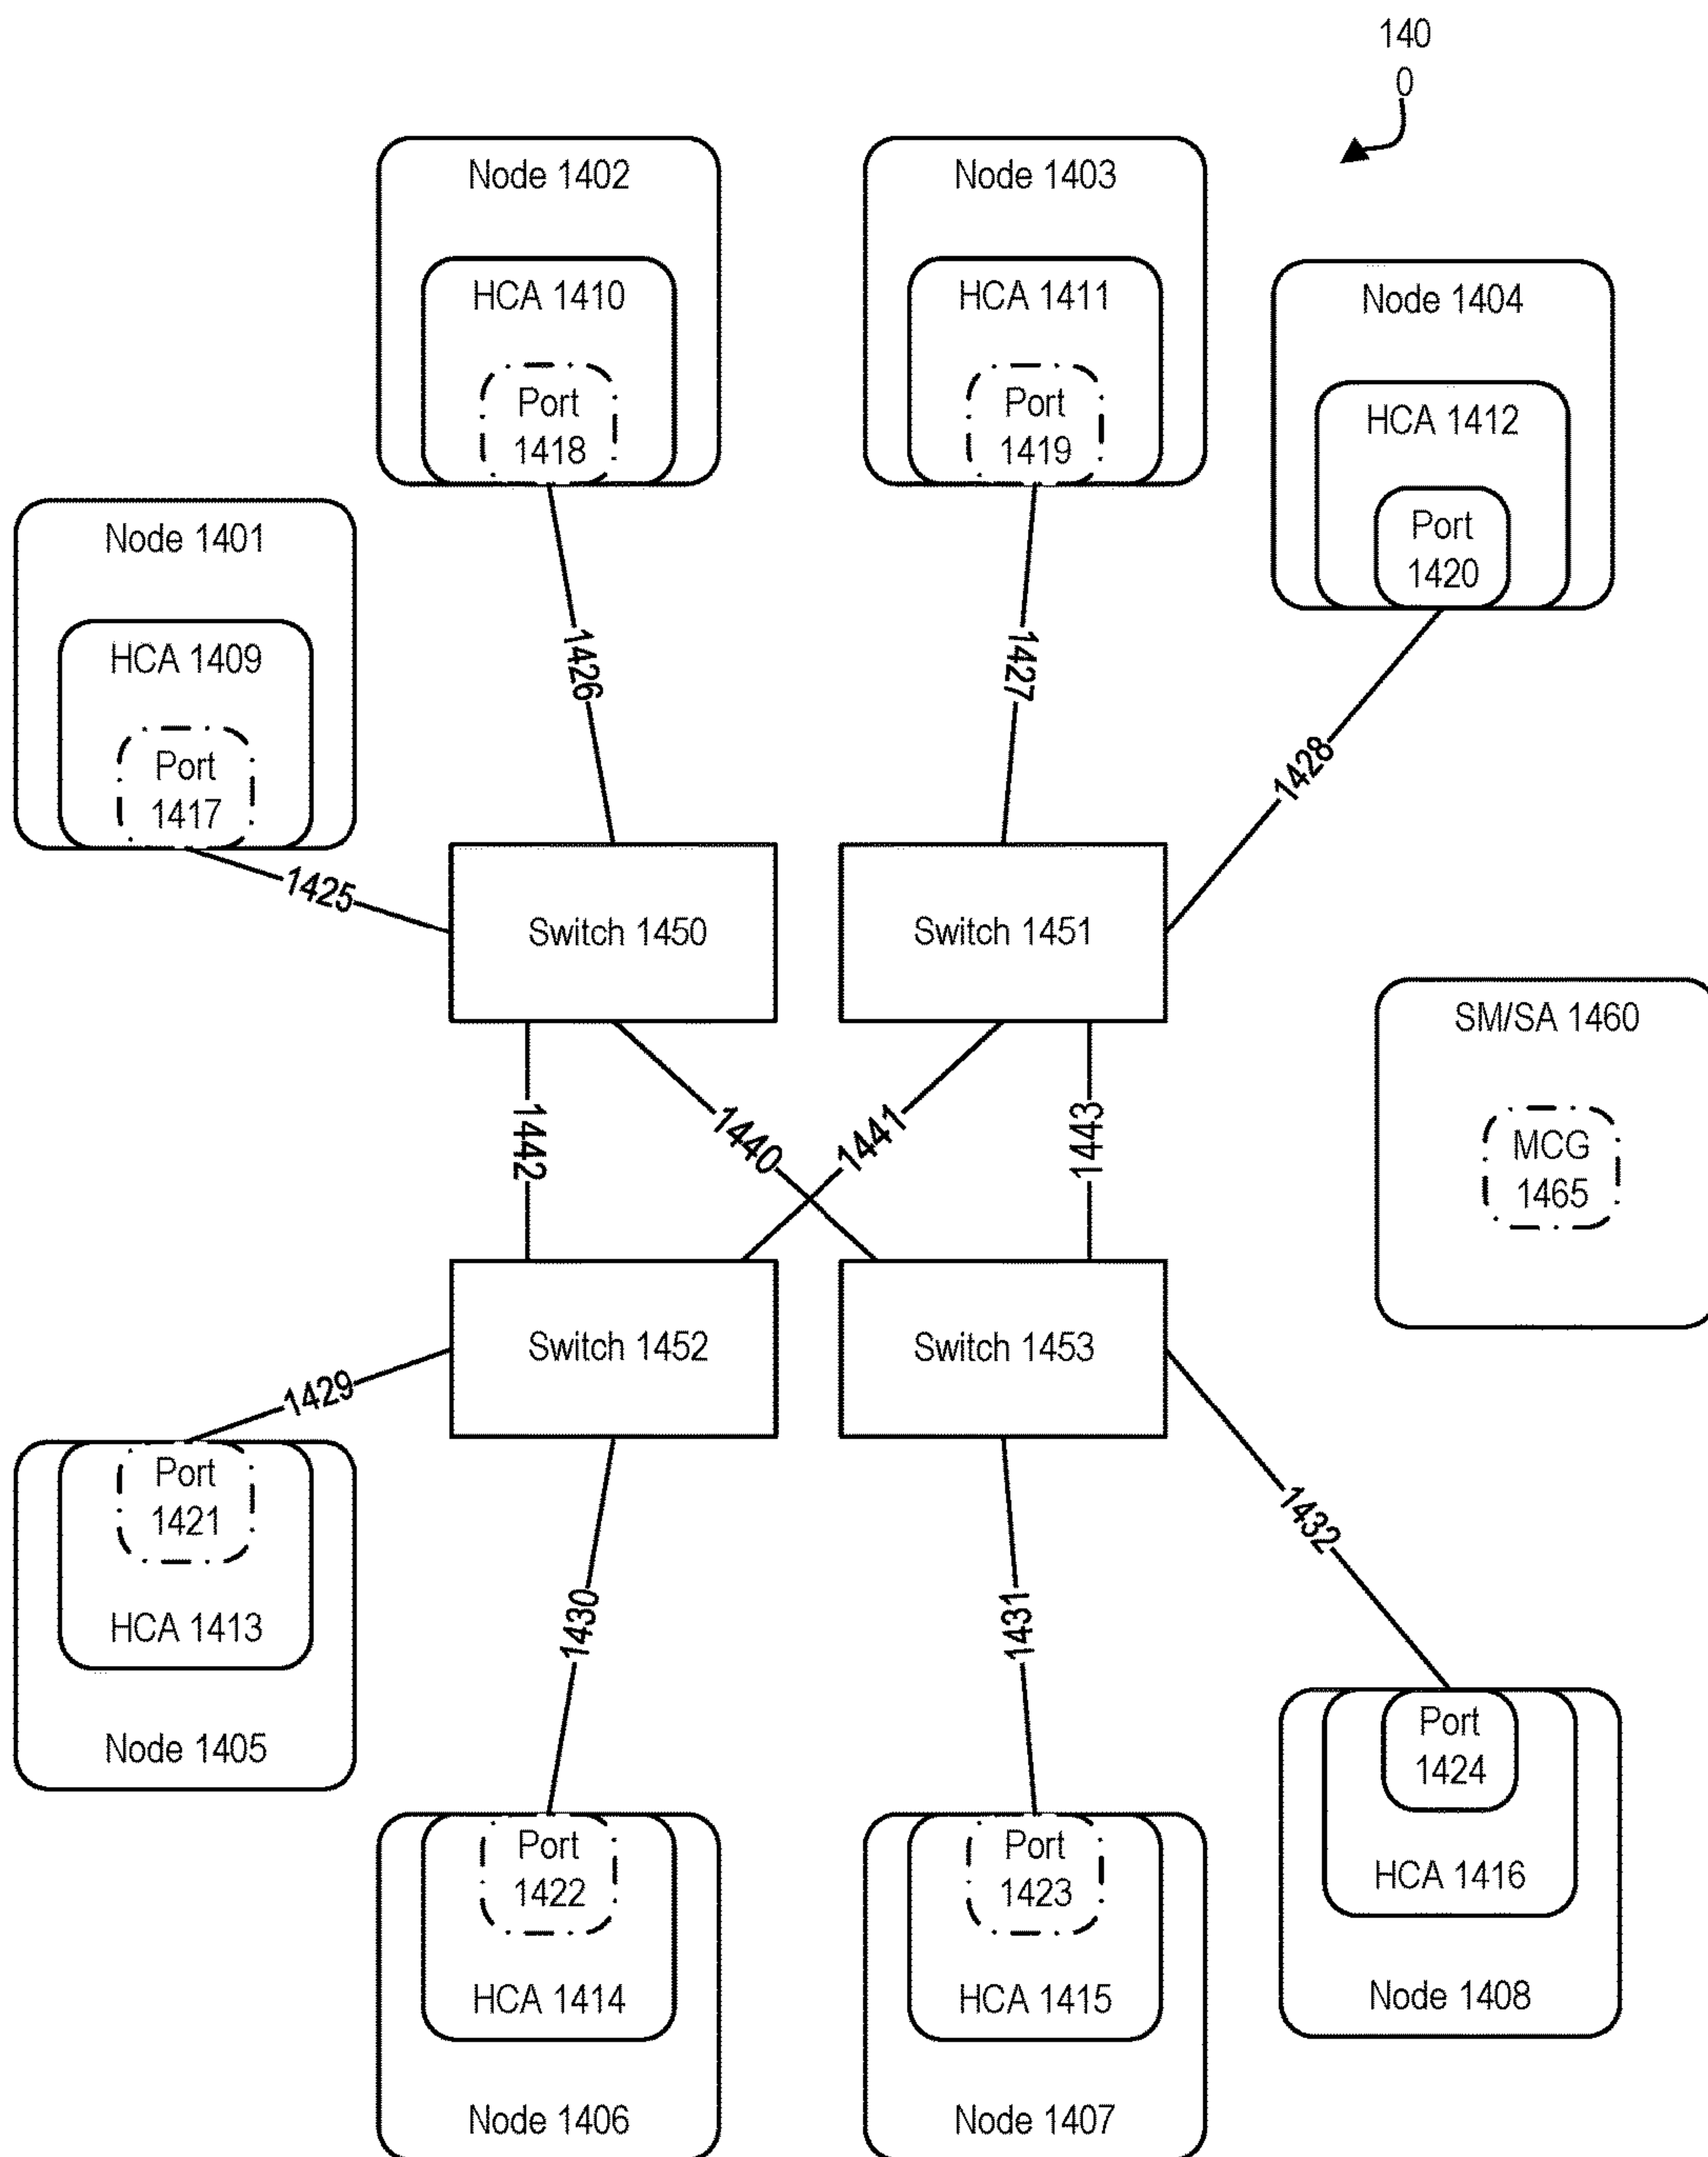 140
0
Node 1402
HCA 1410
Port
1418
Node 1403
HCA 1411
Port
1419
Node 1404
HCA 1412
Port
1420
Node 1401
HCA 1409
Port
1417
1426
1427
1428
1425
Switch 1450
Switch 1451
SM/SA 1460
MCG
1465
1442
1440
1441
1443
Switch 1452
Switch 1453
1429
1430
1431
1432
Port
1421
HCA 1413
Node 1405
Port
1422
HCA 1414
Node 1406
Port
1423
HCA 1415
Node 1407
Port
1424
HCA 1416
Node 1408